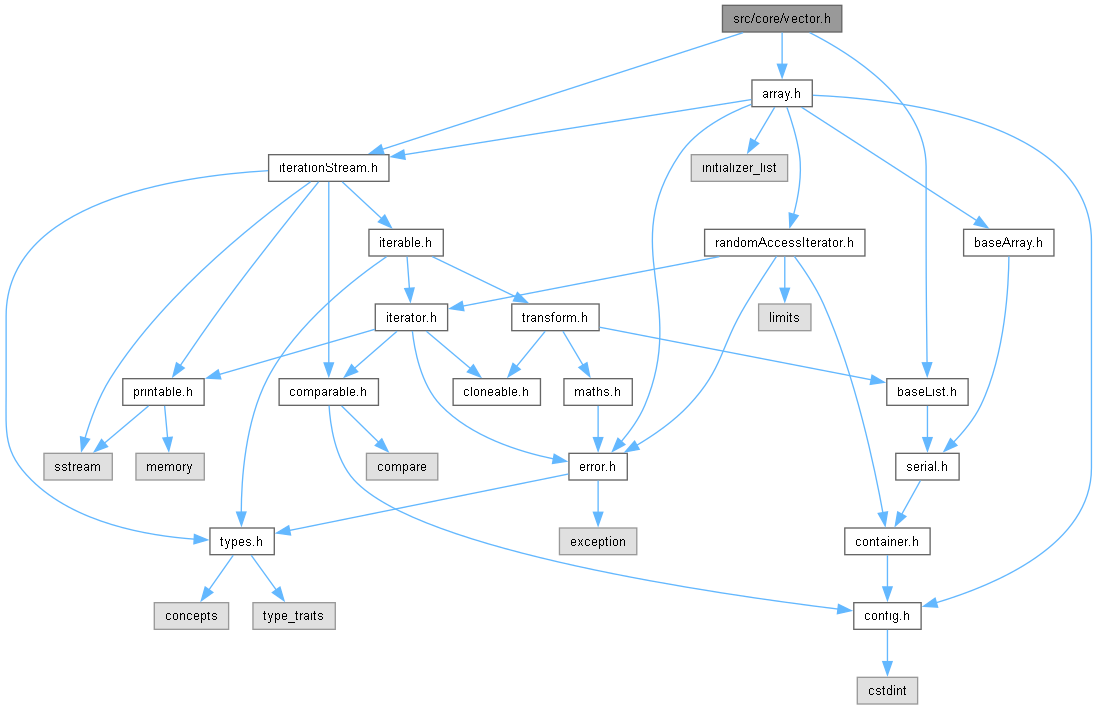 src/core/vector.h
array.h
iterationStream.h
initializer_list
iterable.h
randomAccessIterator.h
baseArray.h
iterator.h
transform.h
limits
printable.h
comparable.h
cloneable.h
maths.h
baseList.h
sstream
memory
compare
error.h
serial.h
types.h
exception
container.h
concepts
type_traits
config.h
cstdint